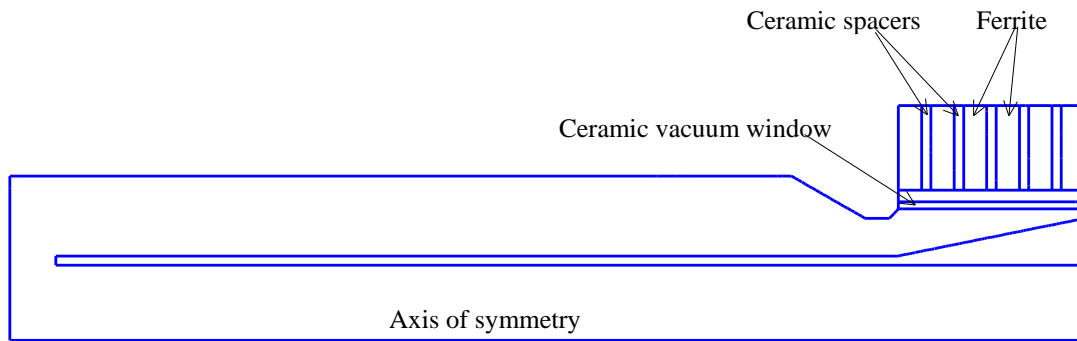 Ceramic spacers
Ferrite
Ceramic vacuum window
Axis of symmetry